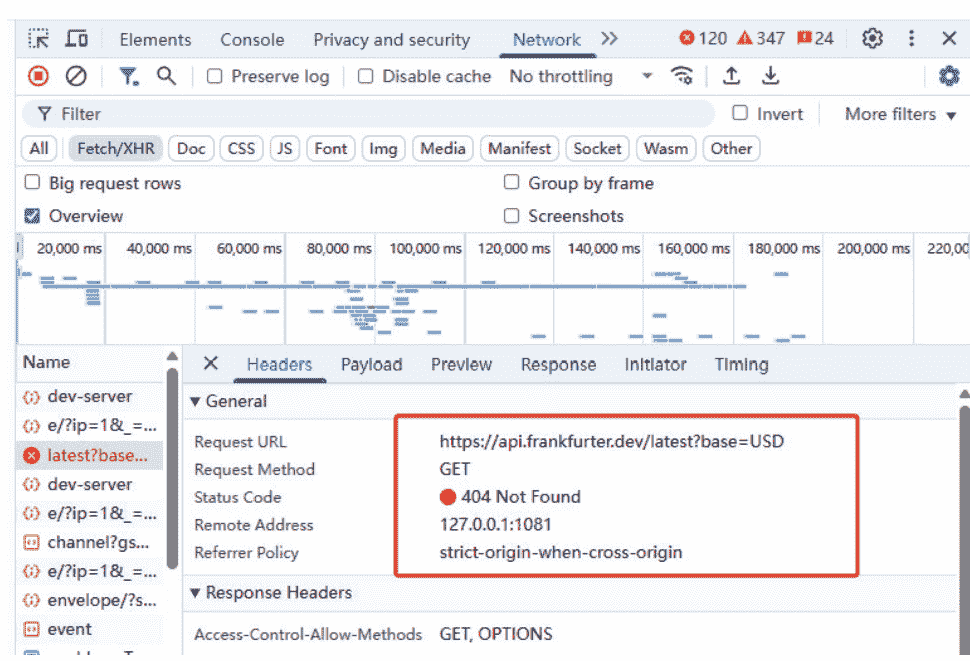 Elements Console Privacy and security Network 120 347 24
Preserve log Disable cache No throttling
Filter Invert More filters
All Fetch/XHR Doc CSS JS Font Img Media Manifest Socket Wasm Other
Big request rows Group by frame
Overview Screenshots
20,000 ms 40,000 ms 60,000 ms 80,000 ms 100,000 ms 120,000 ms 140,000 ms 160,000 ms 180,000 ms 200,000 ms 220,00
Name
dev-server
e/?ip=1&_=...
latest?base...
dev-server
e/?ip=1&_=...
channel?gs...
e/?ip=1&_=...
envelope/?s...
event
Headers Payload Preview Response Initiator Timing
General
Request URL https://api.frankfurter.dev/latest?base=USD
Request Method GET
Status Code 404 Not Found
Remote Address 127.0.0.1:1081
Referrer Policy strict-origin-when-cross-origin
Response Headers
Access-Control-Allow-Methods GET, OPTIONS